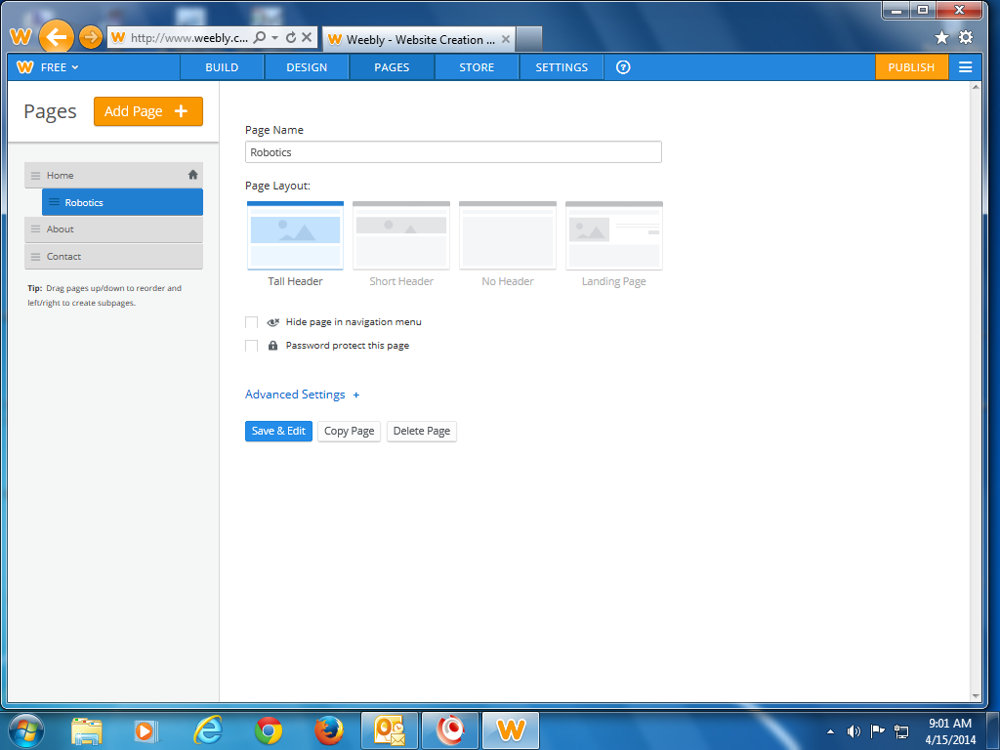 http://www.weebly.c...
Weebly - Website Creation ...
FREE
BUILD
DESIGN
PAGES
STORE
SETTINGS
?
PUBLISH
Pages
Add Page +
Home
Robotics
About
Contact
Tip: Drag pages up/down to reorder and
left/right to create subpages.
Page Name
Robotics
Page Layout:
Tall Header
Short Header
No Header
Landing Page
Hide page in navigation menu
Password protect this page
Advanced Settings +
Save & Edit
Copy Page
Delete Page
9:01 AM
4/15/2014